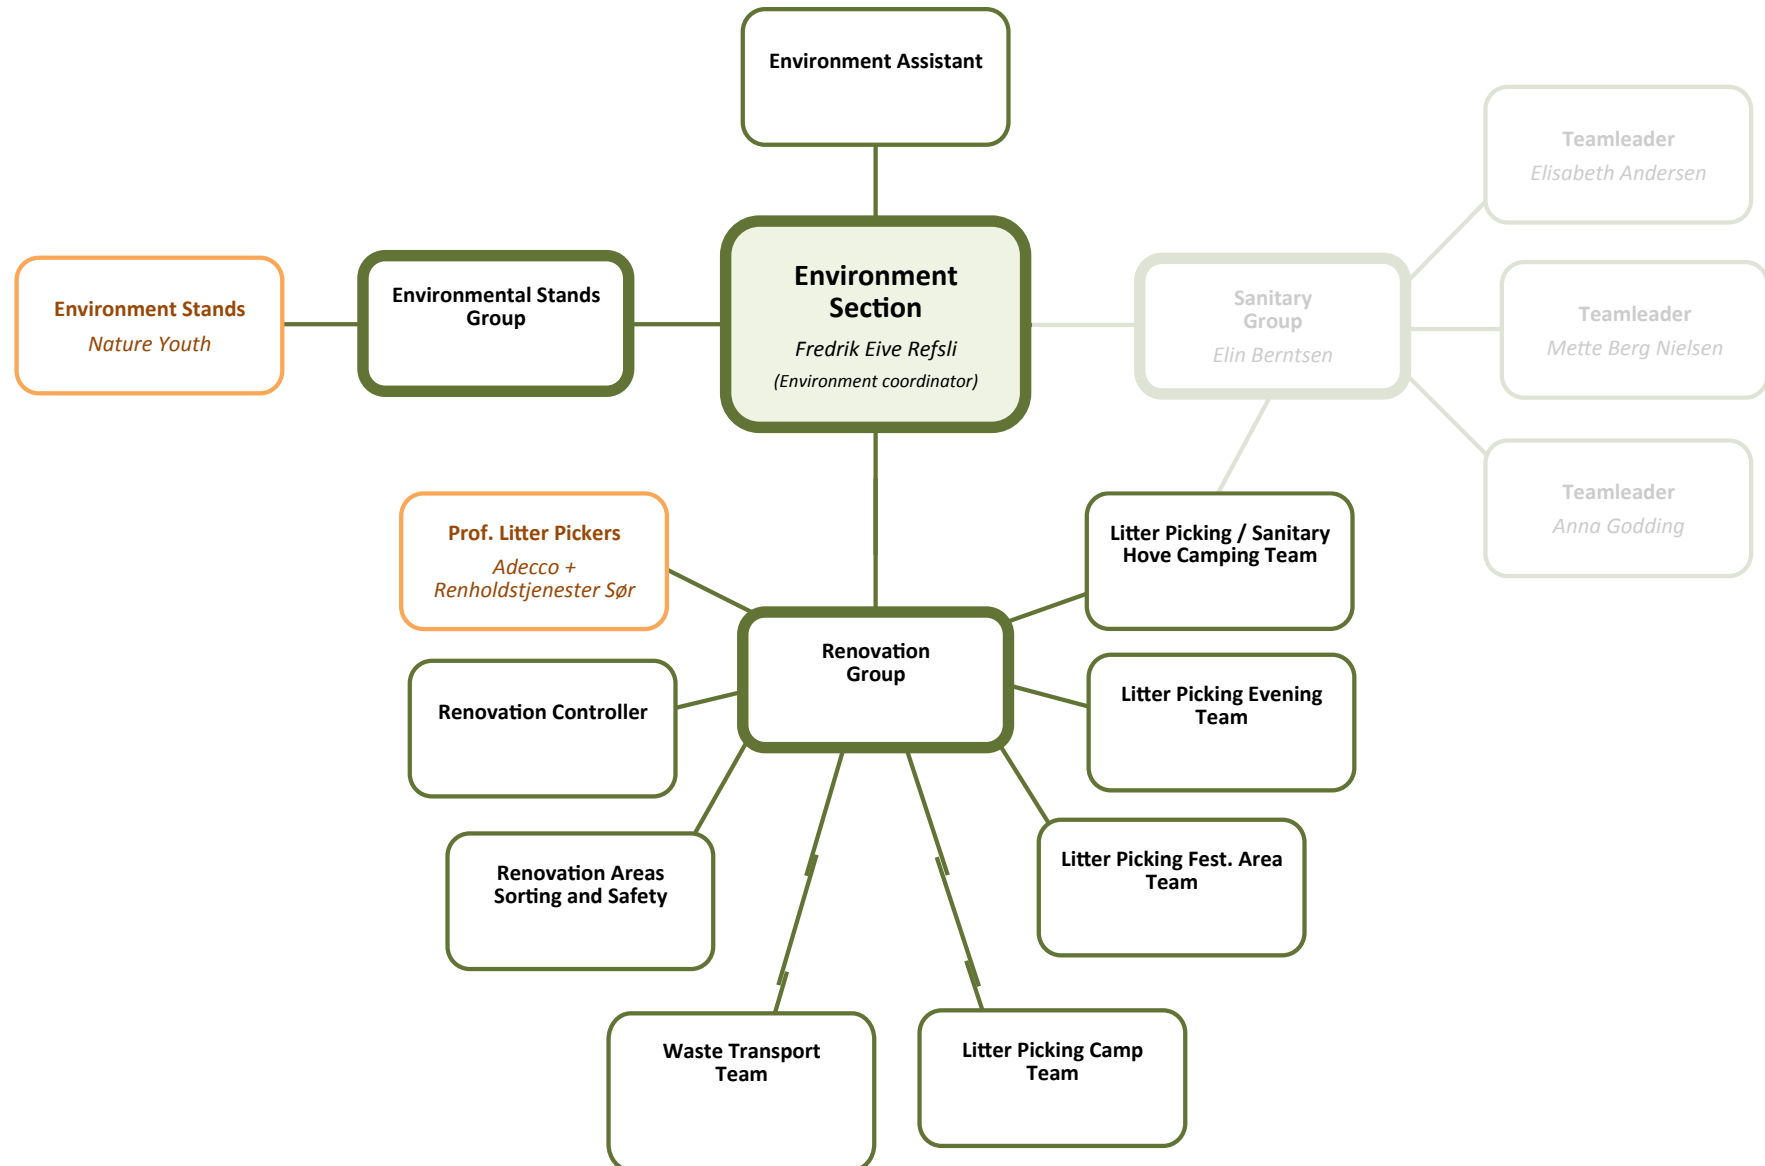 Environment Assistant
Teamleader
Elisabeth Andersen
Environment Stands
Nature Youth
Environmental Stands
Group
Environment
Section
Fredrik Eive Refsli
(Environment coordinator)
Sanitary
Group
Elin Berntsen
Teamleader
Mette Berg Nielsen
Teamleader
Anna Godding
Prof. Litter Pickers
Adecco +
Renholdstjenester Sør
Litter Picking / Sanitary
Hove Camping Team
Renovation
Group
Renovation Controller
Litter Picking Evening
Team
Renovation Areas
Sorting and Safety
Litter Picking Fest. Area
Team
Waste Transport
Team
Litter Picking Camp
Team